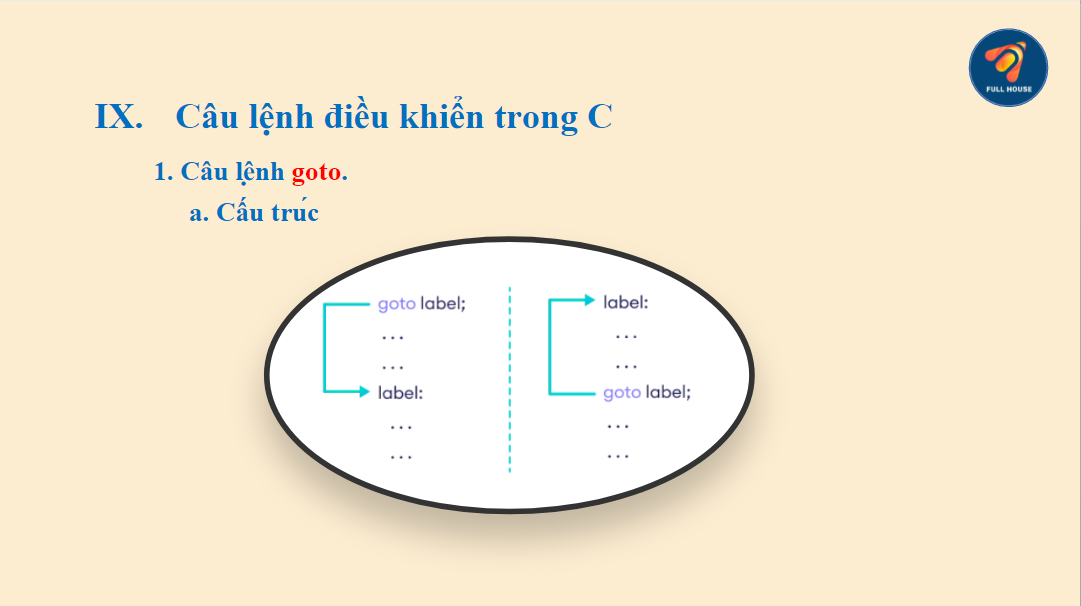 FULL HOUSE
IX. Câu lệnh điều khiển trong C
1. Câu lệnh goto.
a. Cấu trúc
goto label;
...
...
label:
...
...
label:
...
...
goto label;
...
...